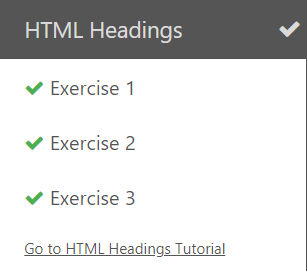 HTML Headings
Exercise 1
Exercise 2
Exercise 3
Go to HTML Headings Tutorial